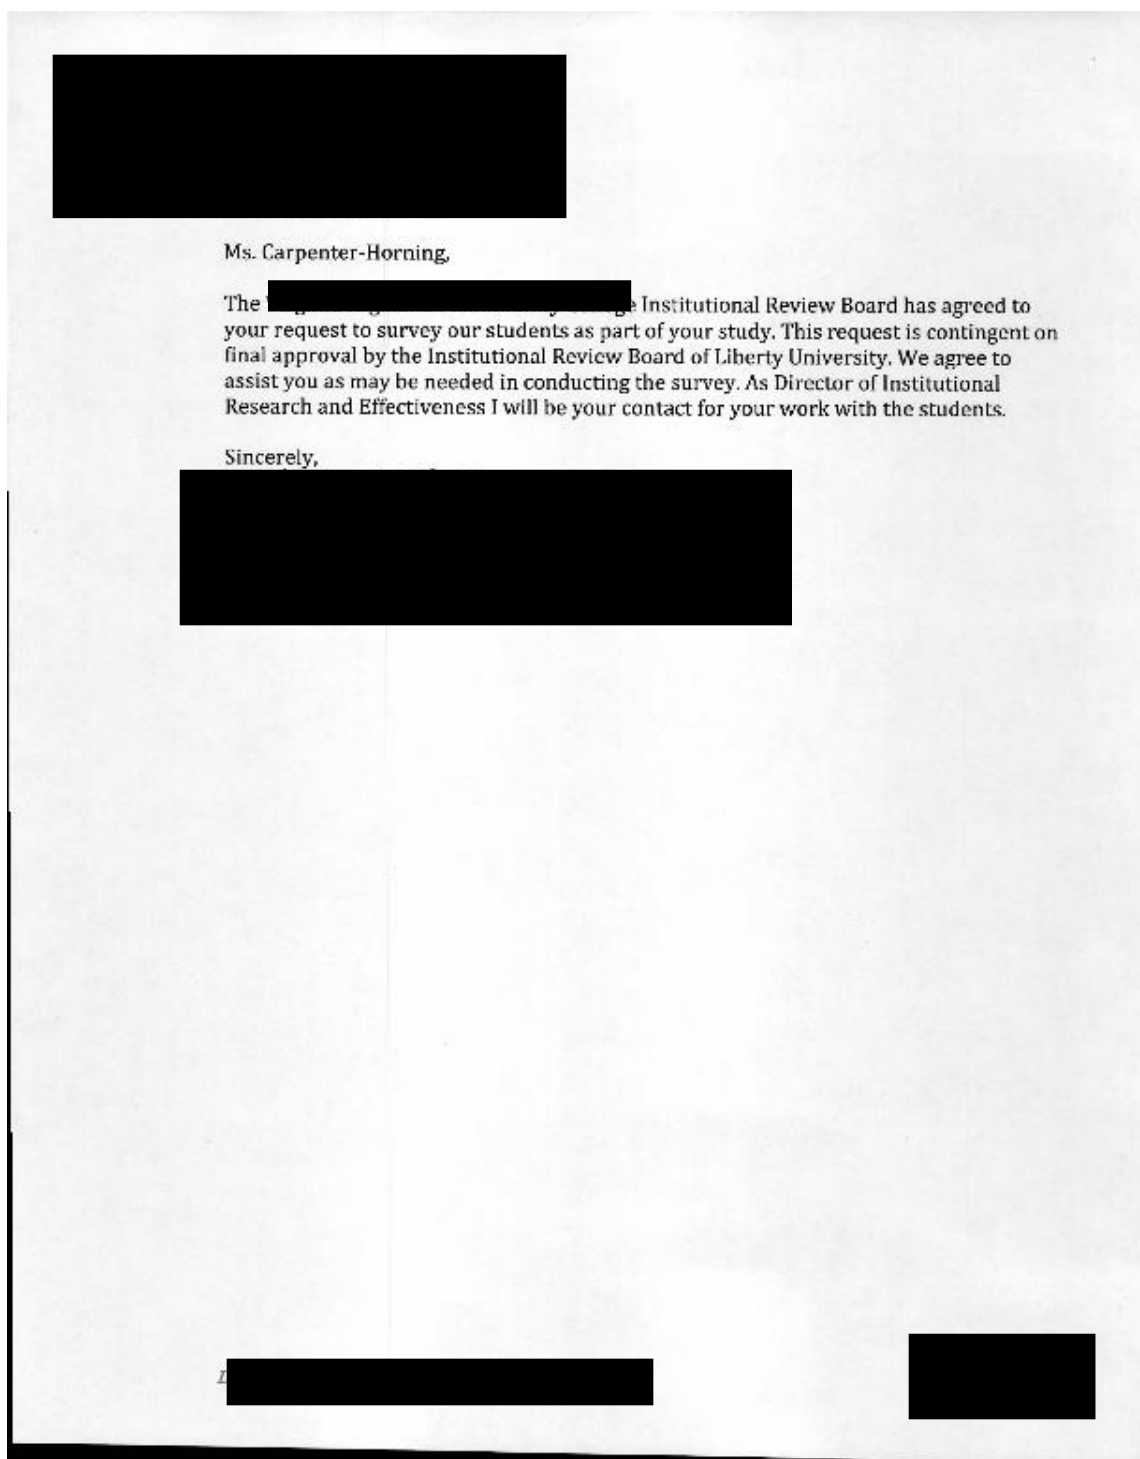 Ms. Carpenter-Horning,
The Institutional Review Board has agreed to
your request to survey our students as part of your study. This request is contingent on
final approval by the Institutional Review Board of Liberty University. We agree to
assist you as may be needed in conducting the survey. As Director of Institutional
Research and Effectiveness I will be your contact for your work with the students.
Sincerely,